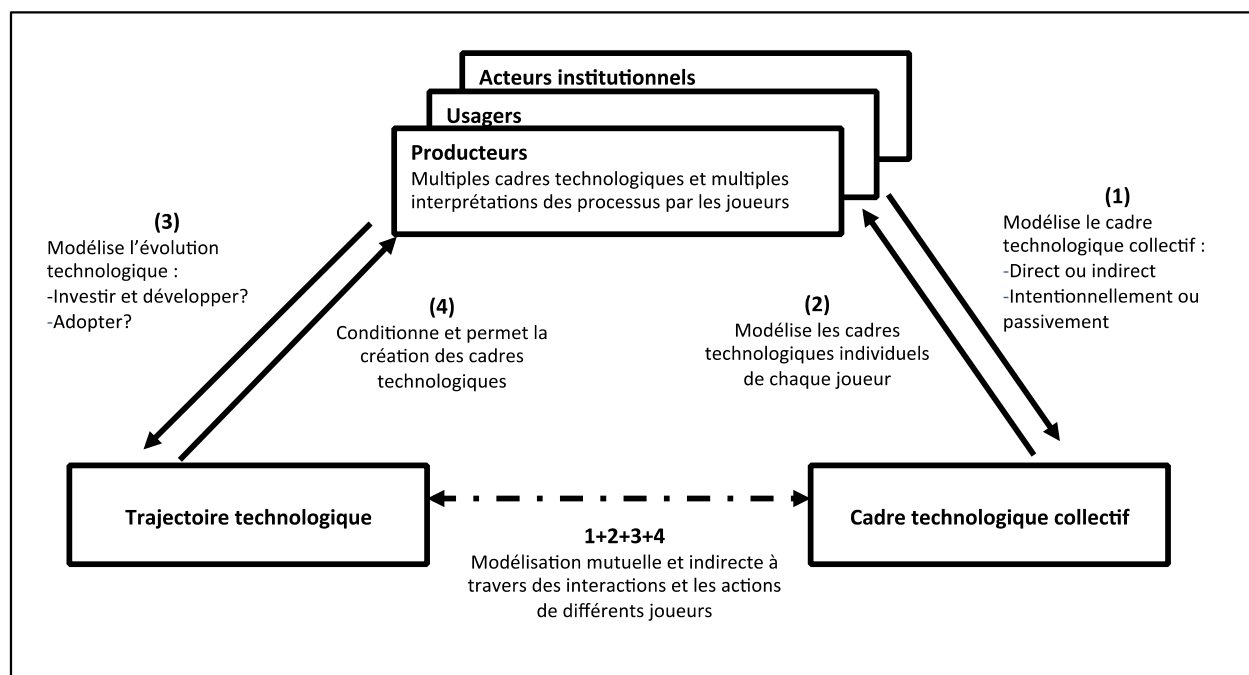 Acteurs institutionnels
Usagers
Producteurs
Multiples cadres technologiques et multiples
interprétations des processus par les joueurs
(3)
Modélise l’évolution
technologique :
-Investir et développer?
-Adopter?
(4)
Conditionne et permet la
création des cadres
technologiques
(2)
Modélise les cadres
technologiques individuels
de chaque joueur
(1)
Modélise le cadre
technologique collectif :
-Direct ou indirect
-Intentionnellement ou
passivement
Trajectoire technologique
Cadre technologique collectif
1+2+3+4
Modélisation mutuelle et indirecte à
travers des interactions et les actions
de différents joueurs